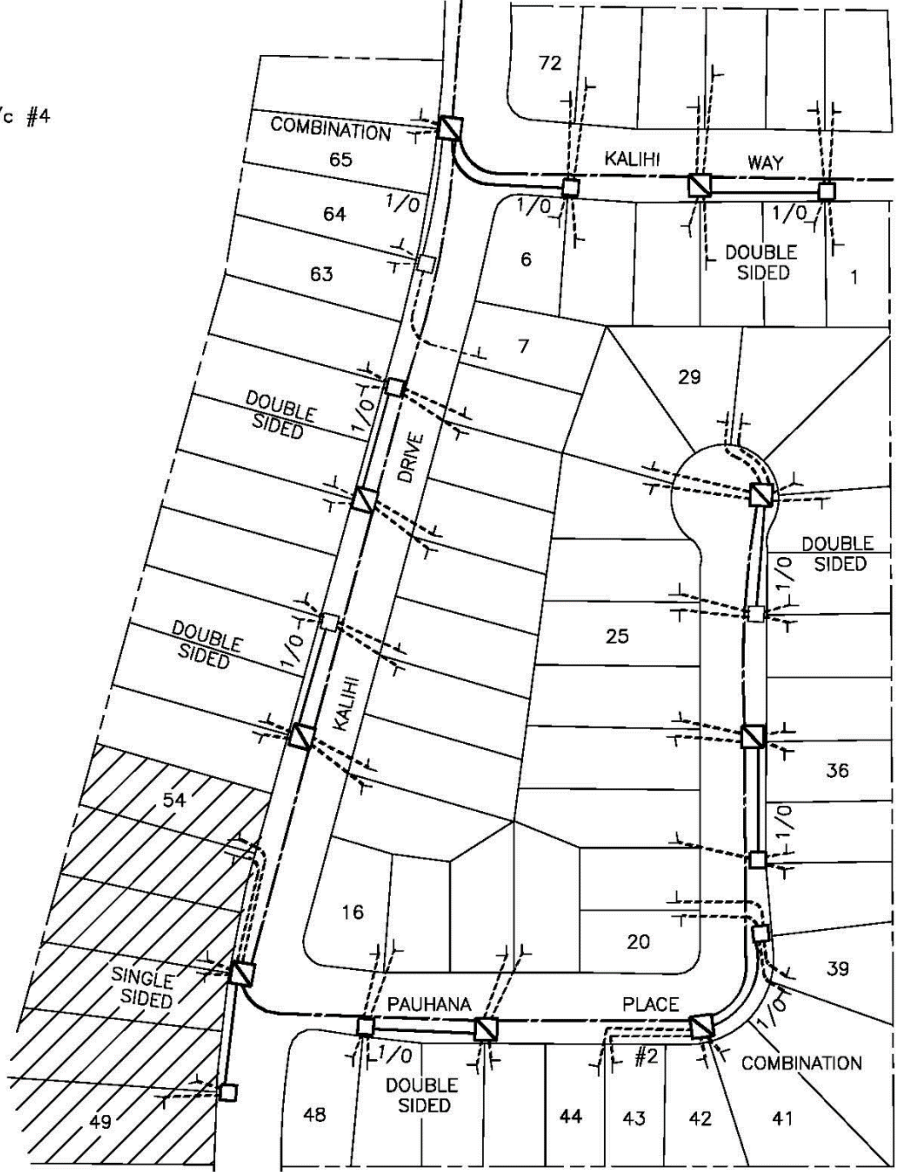 /c #4
72
COMBINATION
65
KALIHI WAY
1/0
64
1/0
1/0
6
DOUBLE
SIDED
1
63
7
29
DOUBLE
SIDED
1/0
DRIVE
DOUBLE
SIDED
1/0
25
DOUBLE
SIDED
1/0
KALIHI
36
54
1/0
16
20
39
SINGLE
SIDED
PAUHANA PLACE
1/0
1/0
#2
COMBINATION
DOUBLE
SIDED
49
48
44
43
42
41